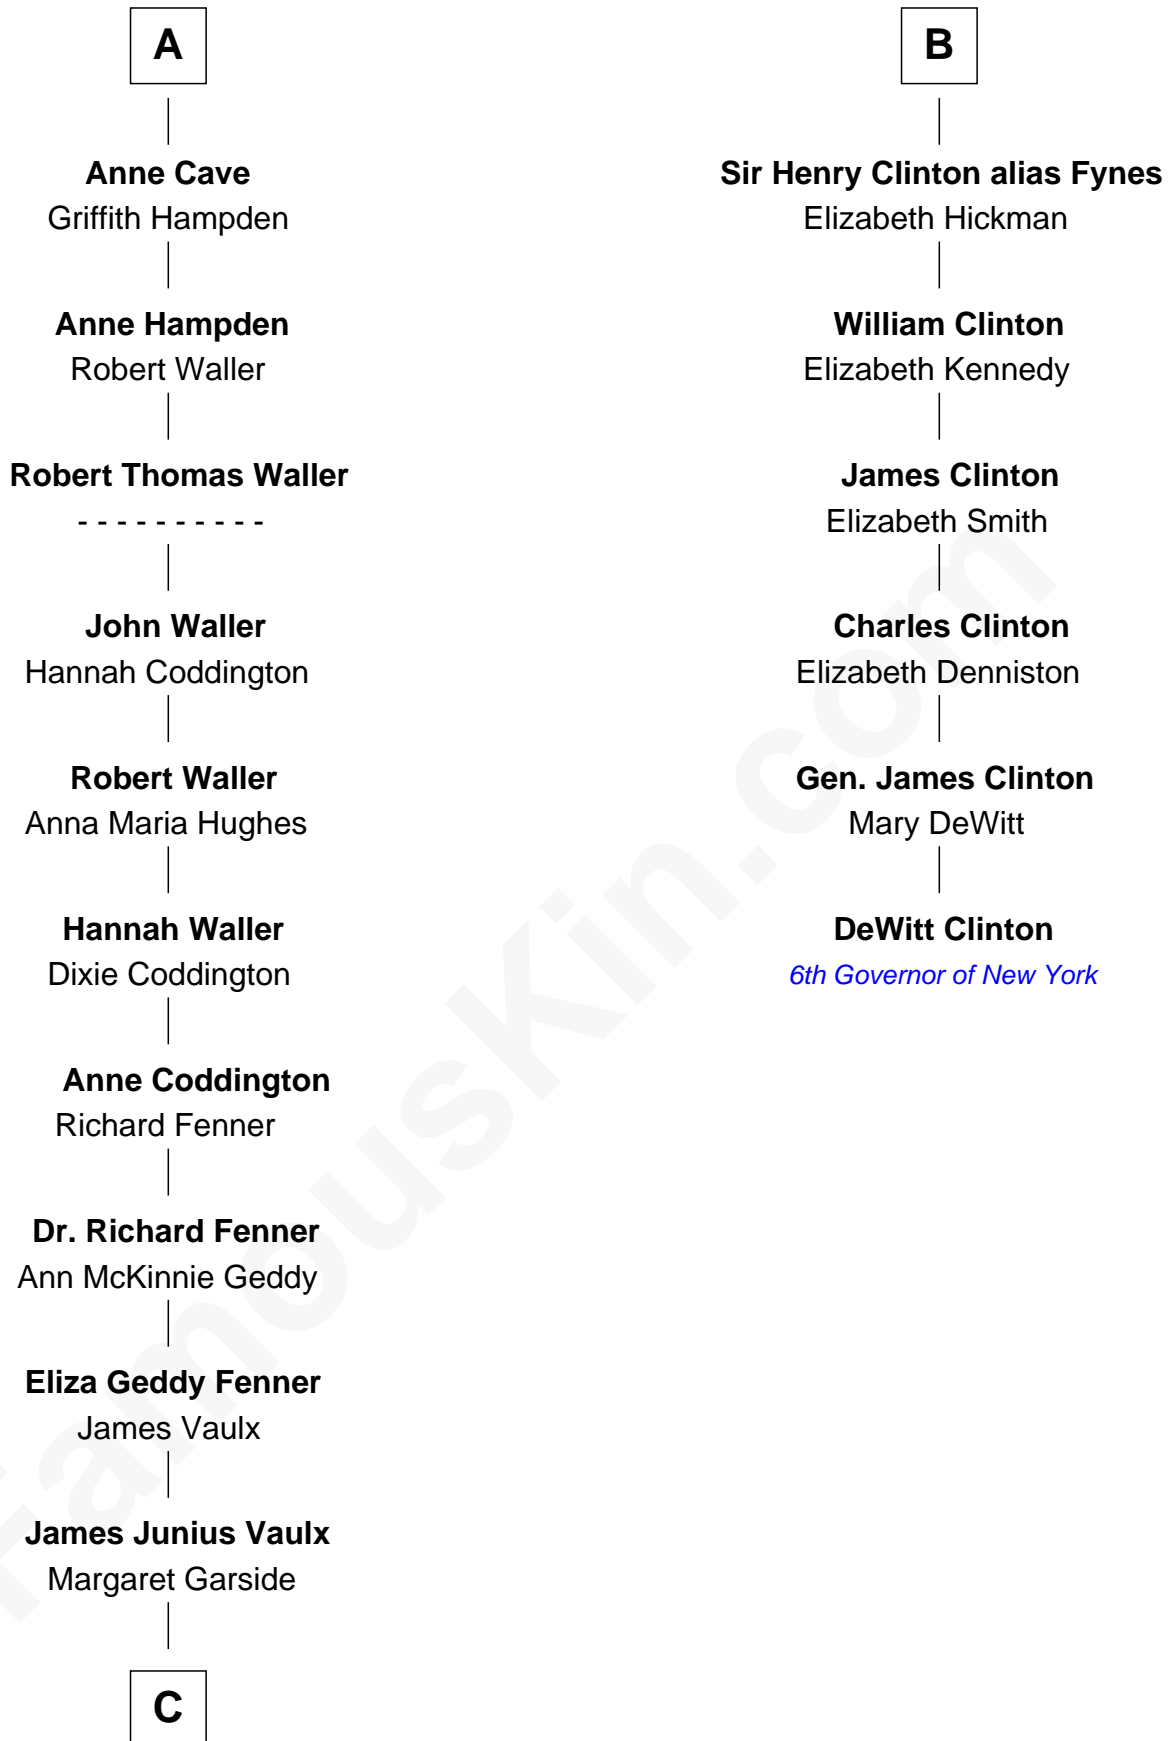 A
Anne Cave
Griffith Hampden
Anne Hampden
Robert Waller
Robert Thomas Waller
- - - - - - - - - -
John Waller
Hannah Coddington
Robert Waller
Anna Maria Hughes
Hannah Waller
Dixie Coddington
Anne Coddington
Richard Fenner
Dr. Richard Fenner
Ann McKinnie Geddy
Eliza Geddy Fenner
James Vaulx
James Junius Vaulx
Margaret Garside
C
B
Sir Henry Clinton alias Fynes
Elizabeth Hickman
William Clinton
Elizabeth Kennedy
James Clinton
Elizabeth Smith
Charles Clinton
Elizabeth Denniston
Gen. James Clinton
Mary DeWitt
DeWitt Clinton
6th Governor of New York
FamousKin.com